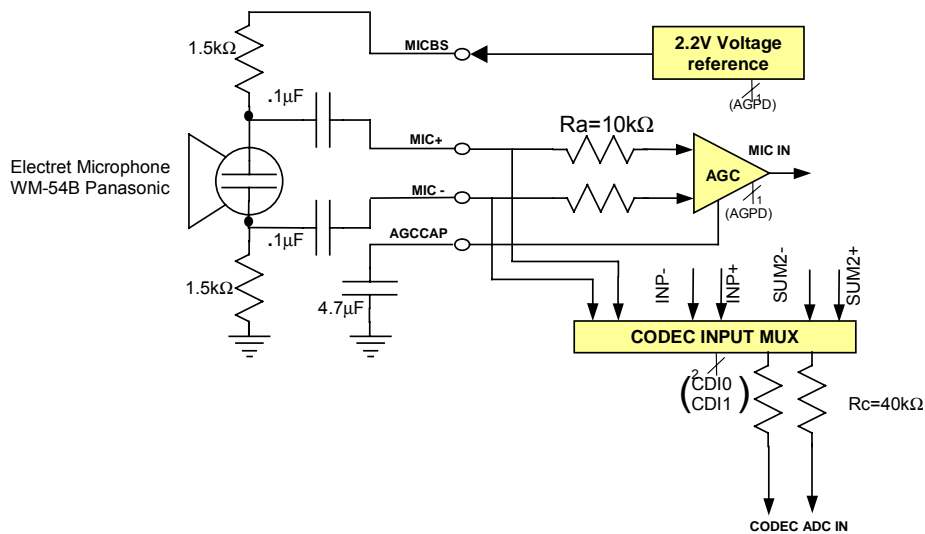 1.5kΩ
MICBS
2.2V Voltage
reference
1
(AGPD)
.1µF
Ra=10kΩ
MIC+
MIC IN
Electret Microphone
WM-54B Panasonic
AGC
MIC -
1
(AGPD)
.1µF
AGCCAP
1.5kΩ
4.7µF
INP-
INP+
SUM2-
SUM2+
CODEC INPUT MUX
2
(CDI0
CDI1)
Rc=40kΩ
CODEC ADC IN